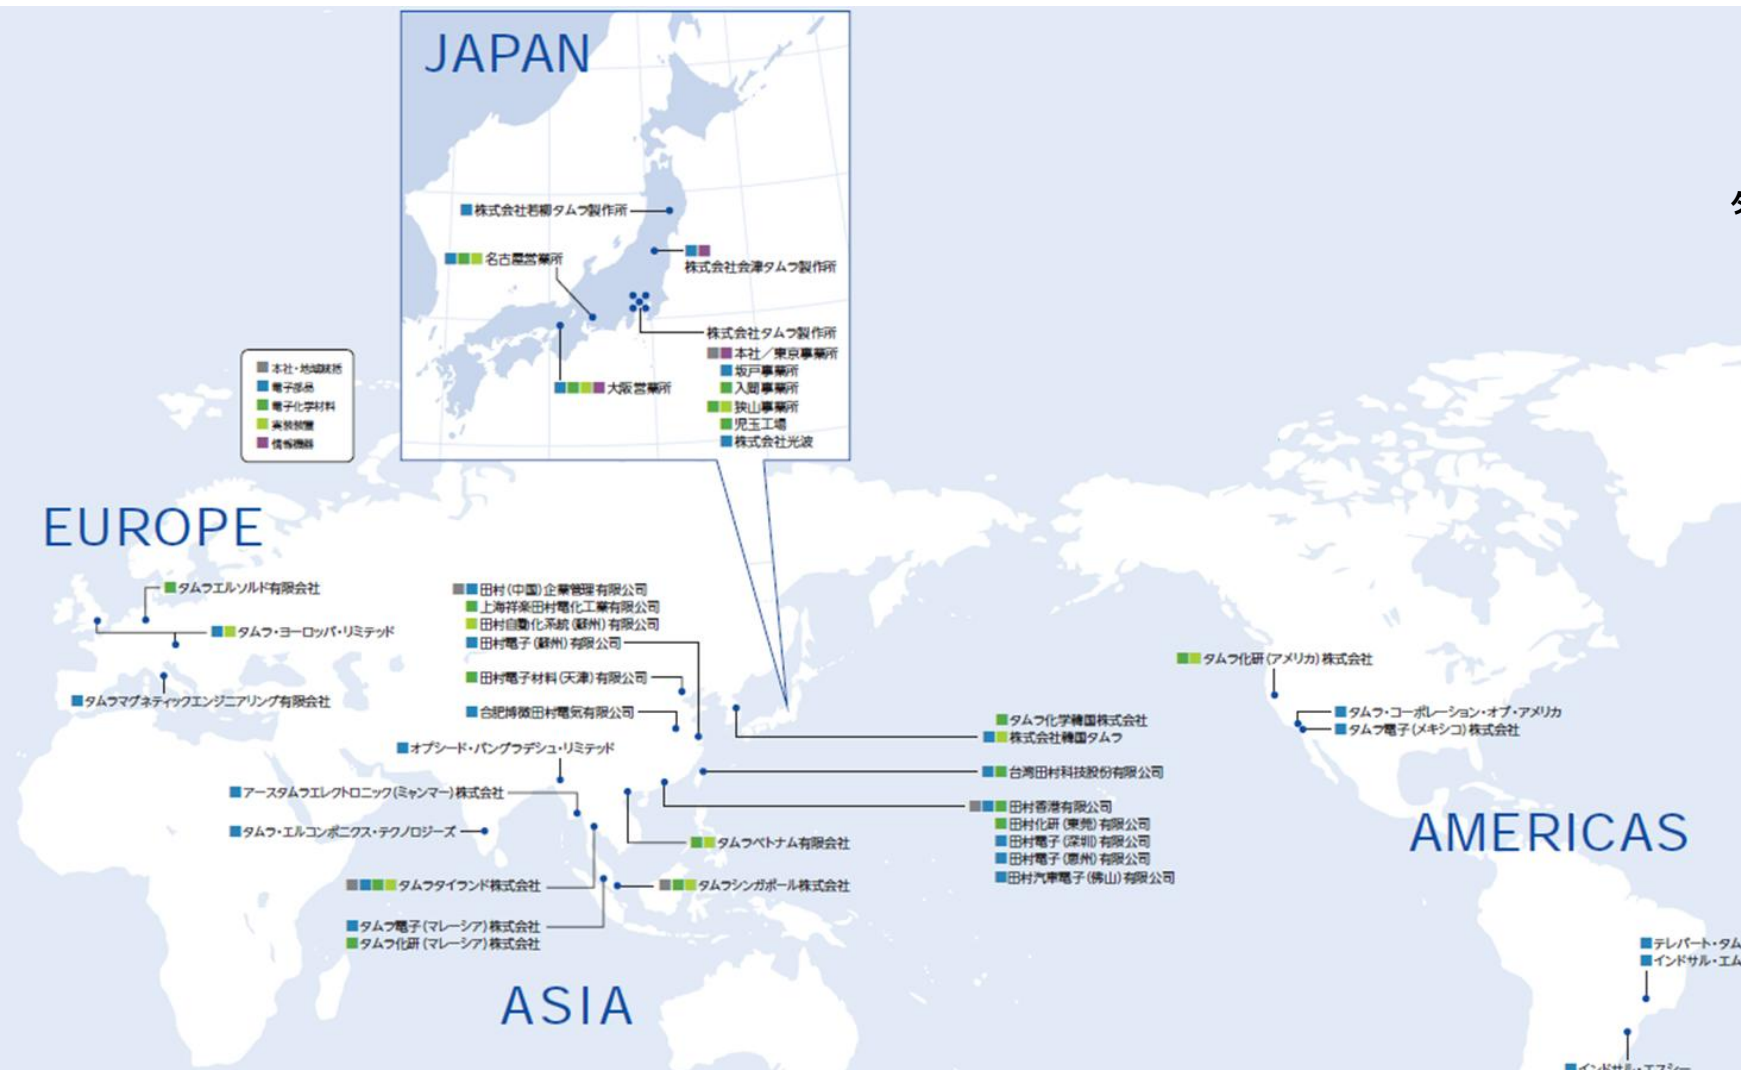 JAPAN
株式会社若柳タムラ製作所
名古屋営業所
株式会社会津タムラ製作所
株式会社タムラ製作所
本社／東京事業所
坂戸事業所
入間事業所
狭山事業所
児玉工場
株式会社光波
大阪営業所
本社・地域統括
電子部品
電子化学材料
実装装置
情報機器
EUROPE
タムラエルソルド有限会社
タムラ・ヨーロッパ・リミテッド
タムラマグネティックエンジニアリング有限会社
田村（中国）企業管理有限公司
上海祥楽田村電化工業有限公司
田村自動化系統（蘇州）有限公司
田村電子（蘇州）有限公司
田村電子材料（天津）有限公司
合肥博微田村電気有限公司
オプシード・バングラデシュ・リミテッド
アースタムラエレクトロニック（ミャンマー）株式会社
タムラ・エルコンポニクス・テクノロジーズ
タムラタイランド株式会社
タムラ電子（マレーシア）株式会社
タムラ化研（マレーシア）株式会社
タムラベトナム有限会社
タムラシンガポール株式会社
ASIA
タムラ化学韓国株式会社
株式会社韓国タムラ
台湾田村科技股份有限公司
田村香港有限公司
田村化研（東莞）有限公司
田村電子（深圳）有限公司
田村電子（恵州）有限公司
田村汽車電子（佛山）有限公司
タムラ化研（アメリカ）株式会社
タムラ・コーポレーション・オブ・アメリカ
タムラ電子（メキシコ）株式会社
AMERICAS
テレパート・タム
インドサル・エム